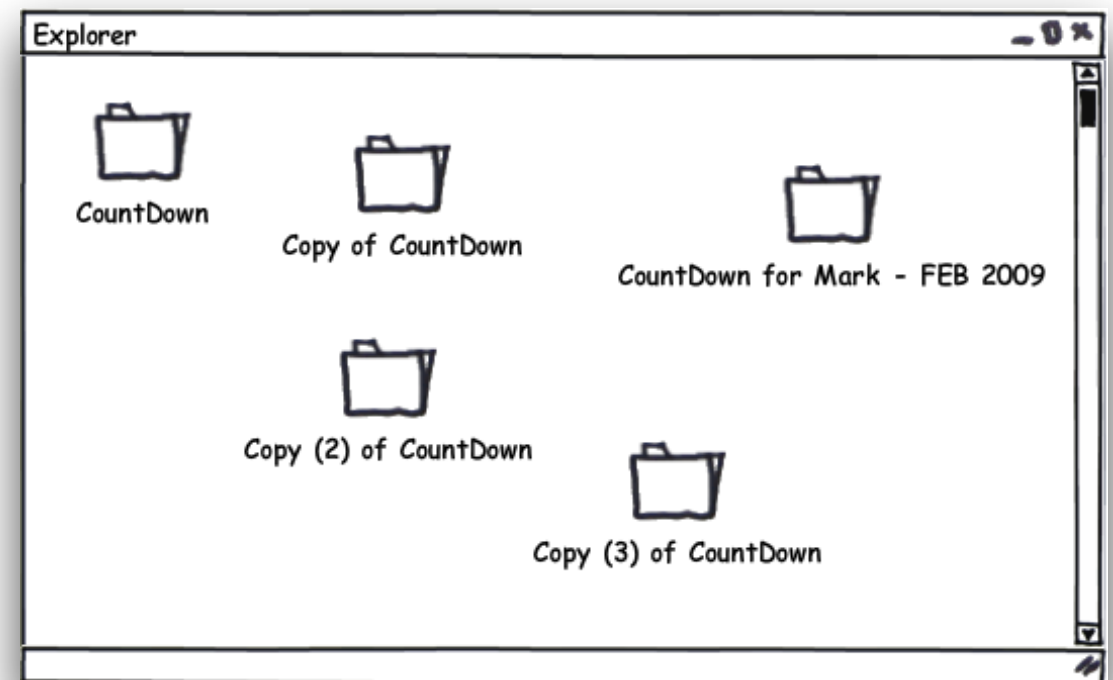 Explorer
CountDown
Copy of CountDown
CountDown for Mark - FEB 2009
Copy (2) of CountDown
Copy (3) of CountDown